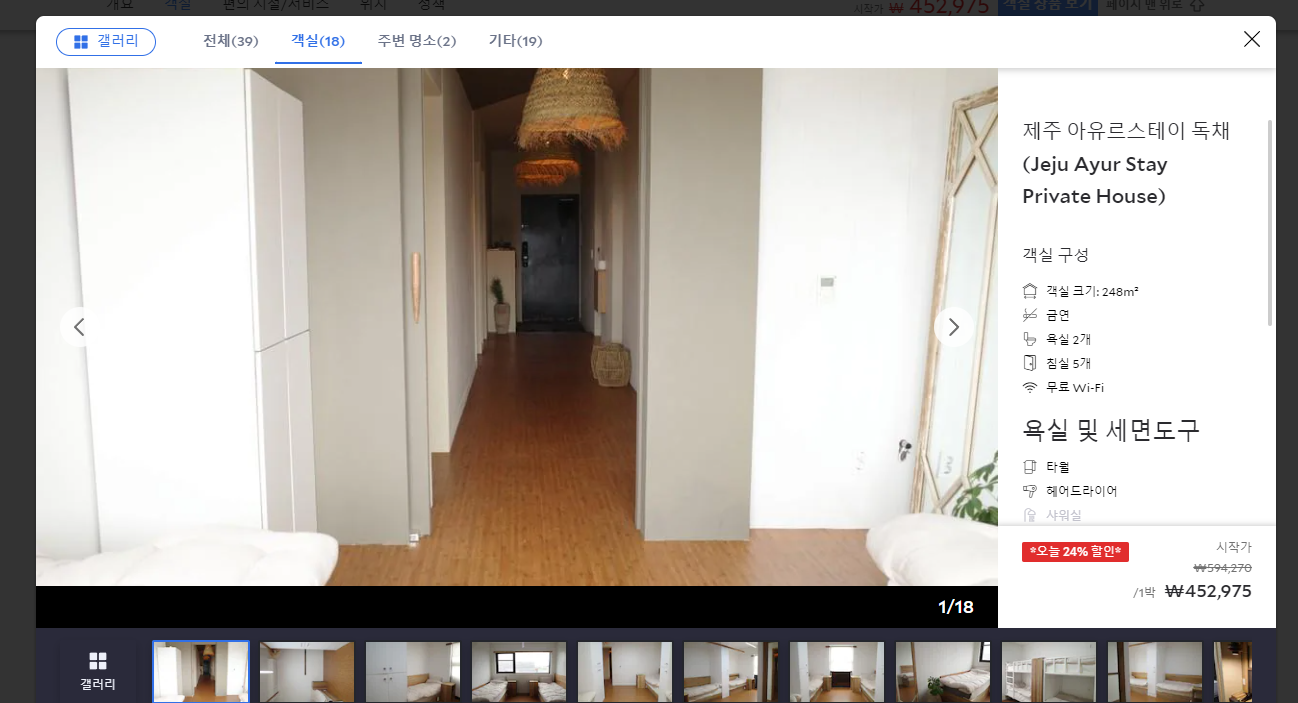 개요 객실 편의 시설/서비스 위치 정책
시작가 ₩ 452,975 객실 상품 보기 페이지 맨 위로
갤러리 전체(39) 객실(18) 주변 명소(2) 기타(19)
제주 아유르스테이 독채
(Jeju Ayur Stay
Private House)
객실 구성
객실 크기: 248m²
금연
욕실 2개
침실 5개
무료 Wi-Fi
욕실 및 세면도구
타월
헤어드라이어
샤워실
*오늘 24% 할인*
시작가
₩594,270
/1박 ₩452,975
1/18
갤러리